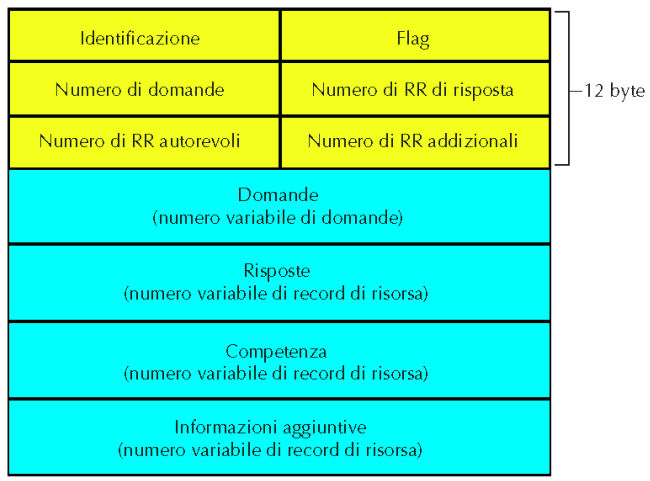 Identificazione
Flag
Numero di domande
Numero di RR di risposta
12 byte
Numero di RR autorevoli
Numero di RR addizionali
Domande
(numero variabile di domande)
Risposte
(numero variabile di record di risorsa)
Competenza
(numero variabile di record di risorsa)
Informazioni aggiuntive
(numero variabile di record di risorsa)